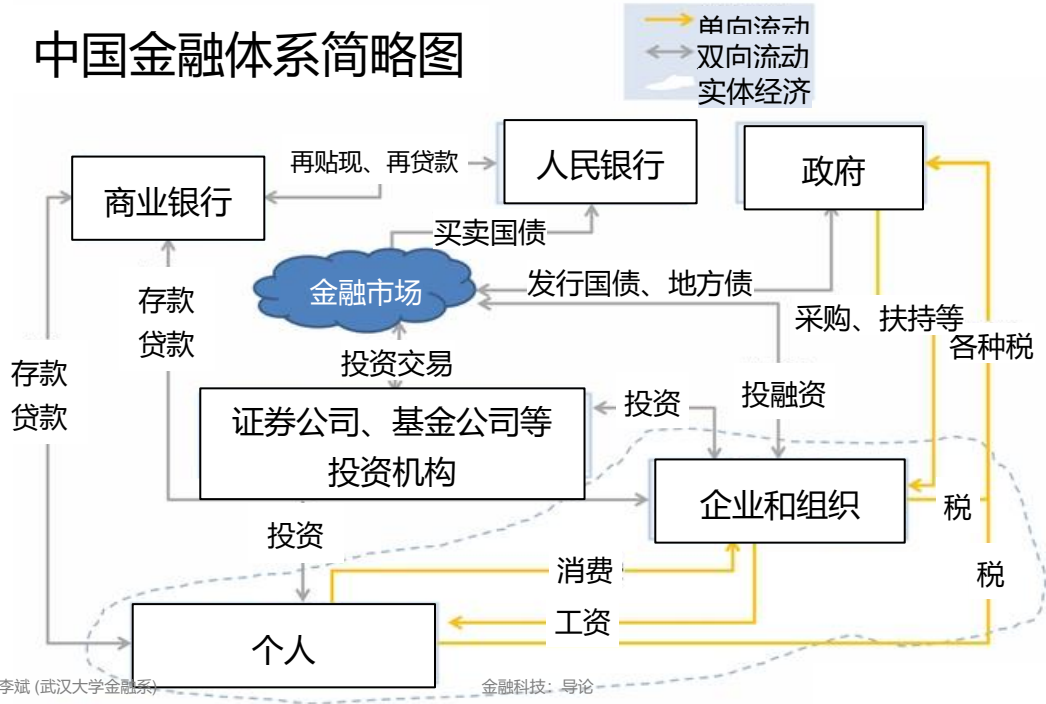 中国金融体系简略图
单向流动
双向流动
实体经济
再贴现、再贷款
人民银行
政府
商业银行
买卖国债
金融市场
发行国债、地方债
存款
贷款
采购、扶持等
各种税
投资交易
存款
贷款
证券公司、基金公司等
投资机构
投资
投融资
企业和组织
税
投资
消费
税
工资
个人
李斌 (武汉大学金融系)
金融科技：导论